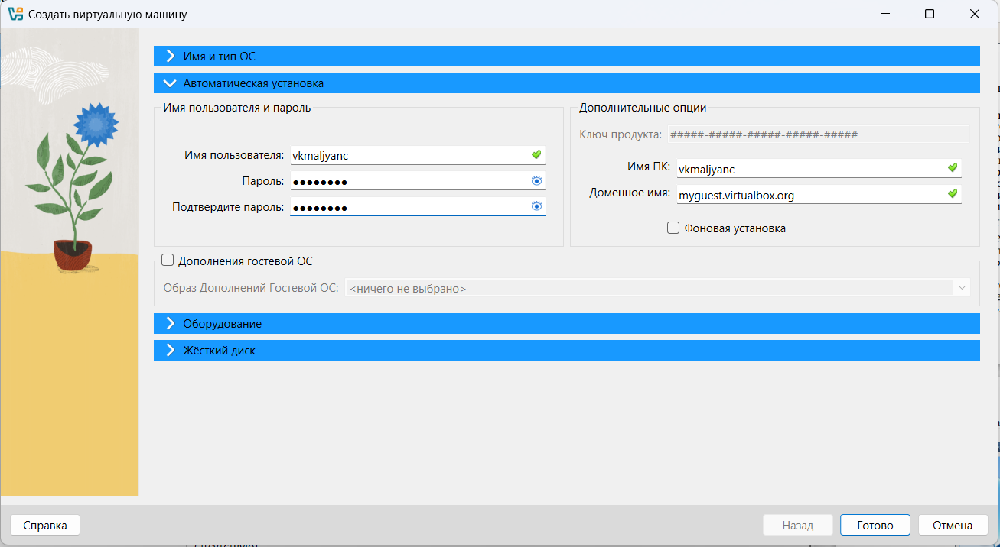 Создать виртуальную машину
Имя и тип ОС
Автоматическая установка
Имя пользователя и пароль
Имя пользователя: vkmaljyanc
Пароль: ●●●●●●●●
Подтвердите пароль: ●●●●●●●●
Дополнительные опции
Ключ продукта: #####-#####-#####-#####-#####
Имя ПК: vkmaljyanc
Доменное имя: myguest.virtualbox.org
Фоновая установка
Дополнения гостевой ОС
Образ Дополнений Гостевой ОС: <ничего не выбрано>
Оборудование
Жёсткий диск
Справка
Назад
Готово
Отмена